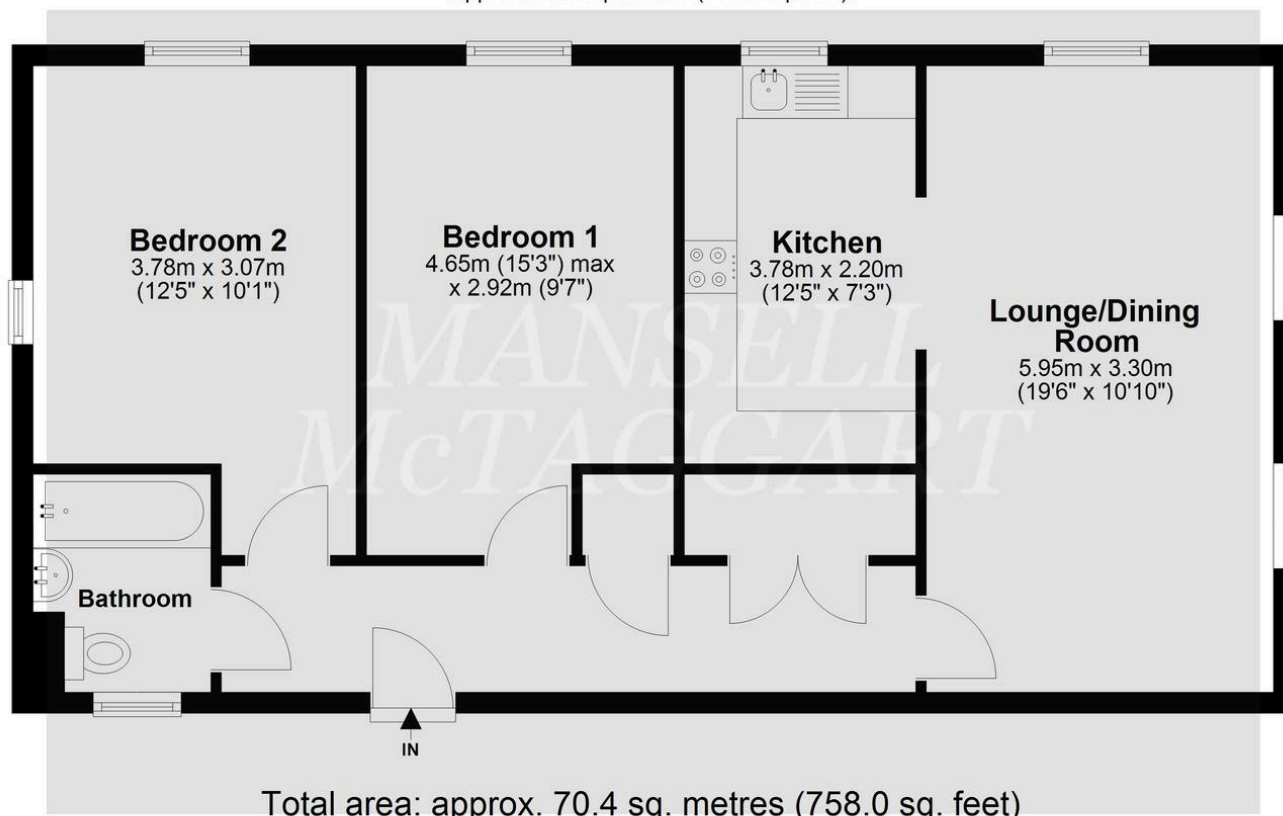 Bedroom 2
3.78m x 3.07m
(12'5" x 10'1")
Bedroom 1
4.65m (15'3") max
x 2.92m (9'7")
Kitchen
3.78m x 2.20m
(12'5" x 7'3")
Lounge/Dining
Room
5.95m x 3.30m
(19'6" x 10'10")
MANSELL
McTAGGART
Bathroom
IN
Total area: approx. 70.4 sq. metres (758.0 sq. feet)